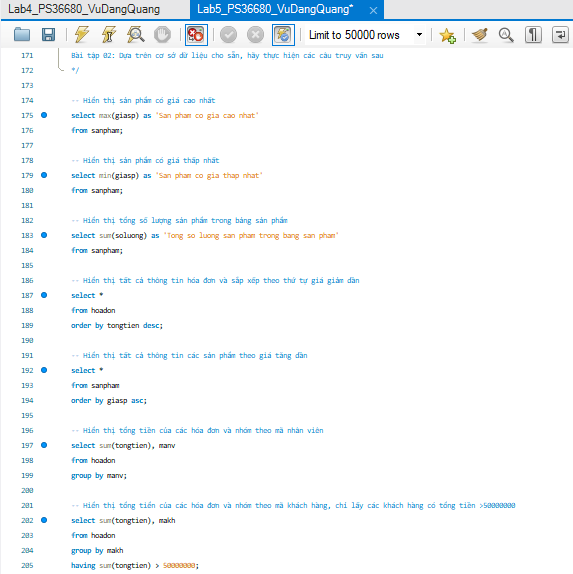 Lab4_PS36680_VuDangQuang
Lab5_PS36680_VuDangQuang*
Limit to 50000 rows
171 Bài tập 02: Dựa trên cơ sở dữ liệu cho sẵn, hãy thực hiện các câu truy vấn sau
172 */
173
174 -- Hiển thị sản phẩm có giá cao nhất
175 select max(giasp) as 'San pham co gia cao nhat'
176 from sanpham;
177
178 -- Hiển thị sản phẩm có giá thấp nhất
179 select min(giasp) as 'San pham co gia thap nhat'
180 from sanpham;
181
182 -- Hiển thị tổng số lượng sản phẩm trong bảng sản phẩm
183 select sum(soluong) as 'Tong so luong san pham trong bang san pham'
184 from sanpham;
185
186 -- Hiển thị tất cả thông tin hóa đơn và sắp xếp theo thứ tự giá giảm dần
187 select *
188 from hoadon
189 order by tongtien desc;
190
191 -- Hiển thị tất cả thông tin các sản phẩm theo giá tăng dần
192 select *
193 from sanpham
194 order by giasp asc;
195
196 -- Hiển thị tổng tiền của các hóa đơn và nhóm theo mã nhân viên
197 select sum(tongtien), manv
198 from hoadon
199 group by manv;
200
201 -- Hiển thị tổng tiền của các hóa đơn và nhóm theo mã khách hàng, chỉ lấy các khách hàng có tổng tiền >50000000
202 select sum(tongtien), makh
203 from hoadon
204 group by makh
205 having sum(tongtien) > 50000000;